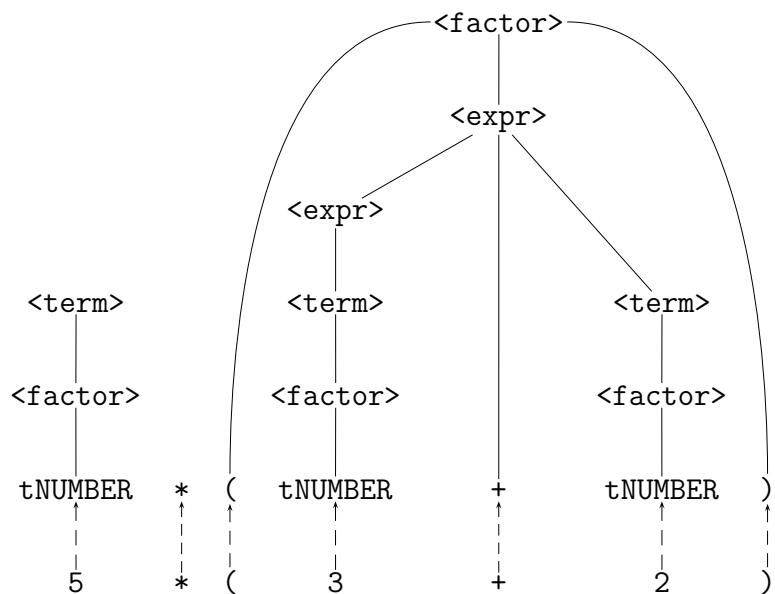 <factor>
<expr>
<expr>
<term> <term> <term>
<factor> <factor> <factor>
tNUMBER * ( tNUMBER + tNUMBER )
5 * ( 3 + 2 )